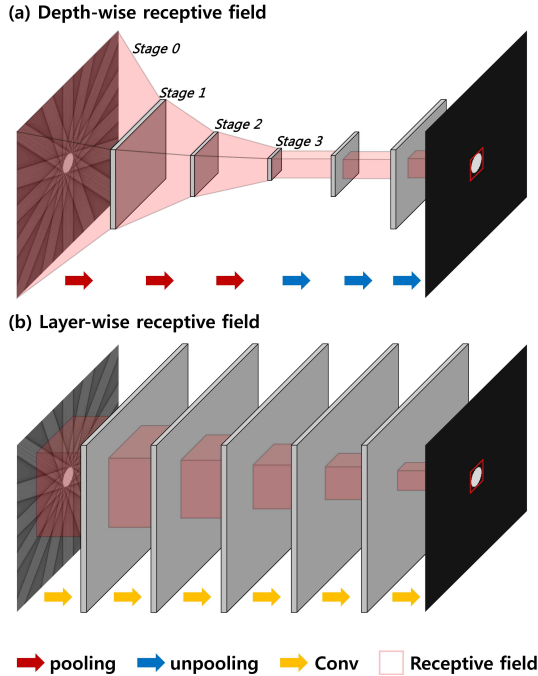 (a) Depth-wise receptive field
Stage 0
Stage 1
Stage 2
Stage 3
(b) Layer-wise receptive field
pooling unpooling Conv Receptive field